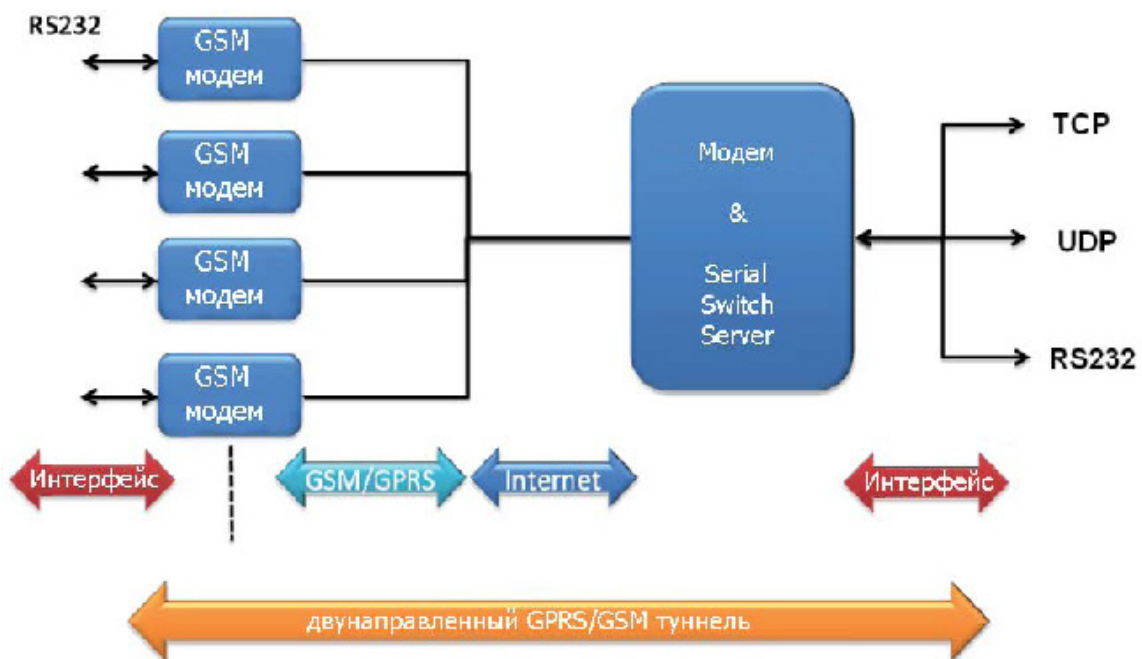 RS232
GSM
модем
GSM
модем
GSM
модем
GSM
модем
Модем
&
Serial
Switch
Server
TCP
UDP
RS232
Интерфейс
GSM/GPRS
Internet
Интерфейс
двунаправленный GPRS/GSM туннель